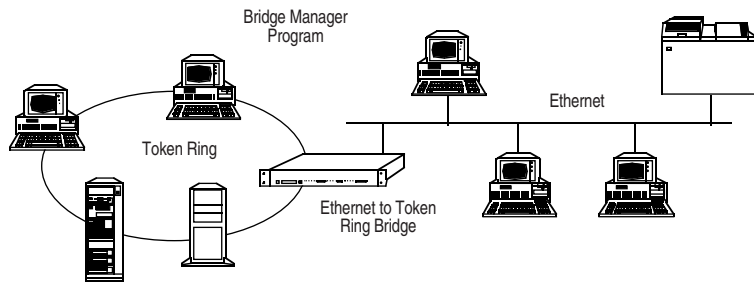 Bridge Manager
Program
Ethernet
Token Ring
Ethernet to Token
Ring Bridge